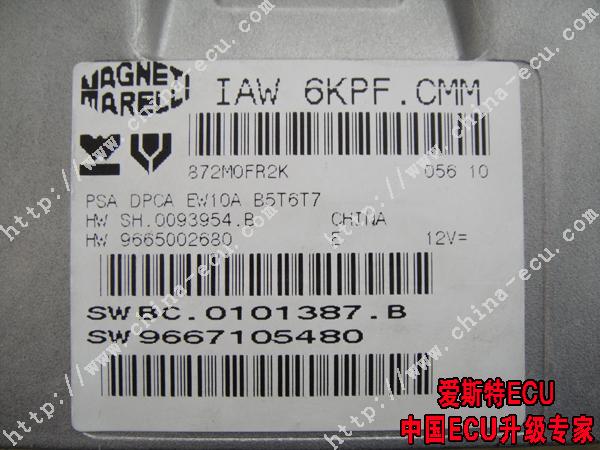 MAGNETI MARELLI
IAW 6KPF.CMM
872M0FR2K 056 10
PSA DPCA EW10A B5T6T7
HW SH.0093954.B CHINA
HW 9665002680 E 12V=
SW BC.0101387.B
SW 9667105480
爱斯特ECU
中国ECU升级专家
http://www.china-ecu.com